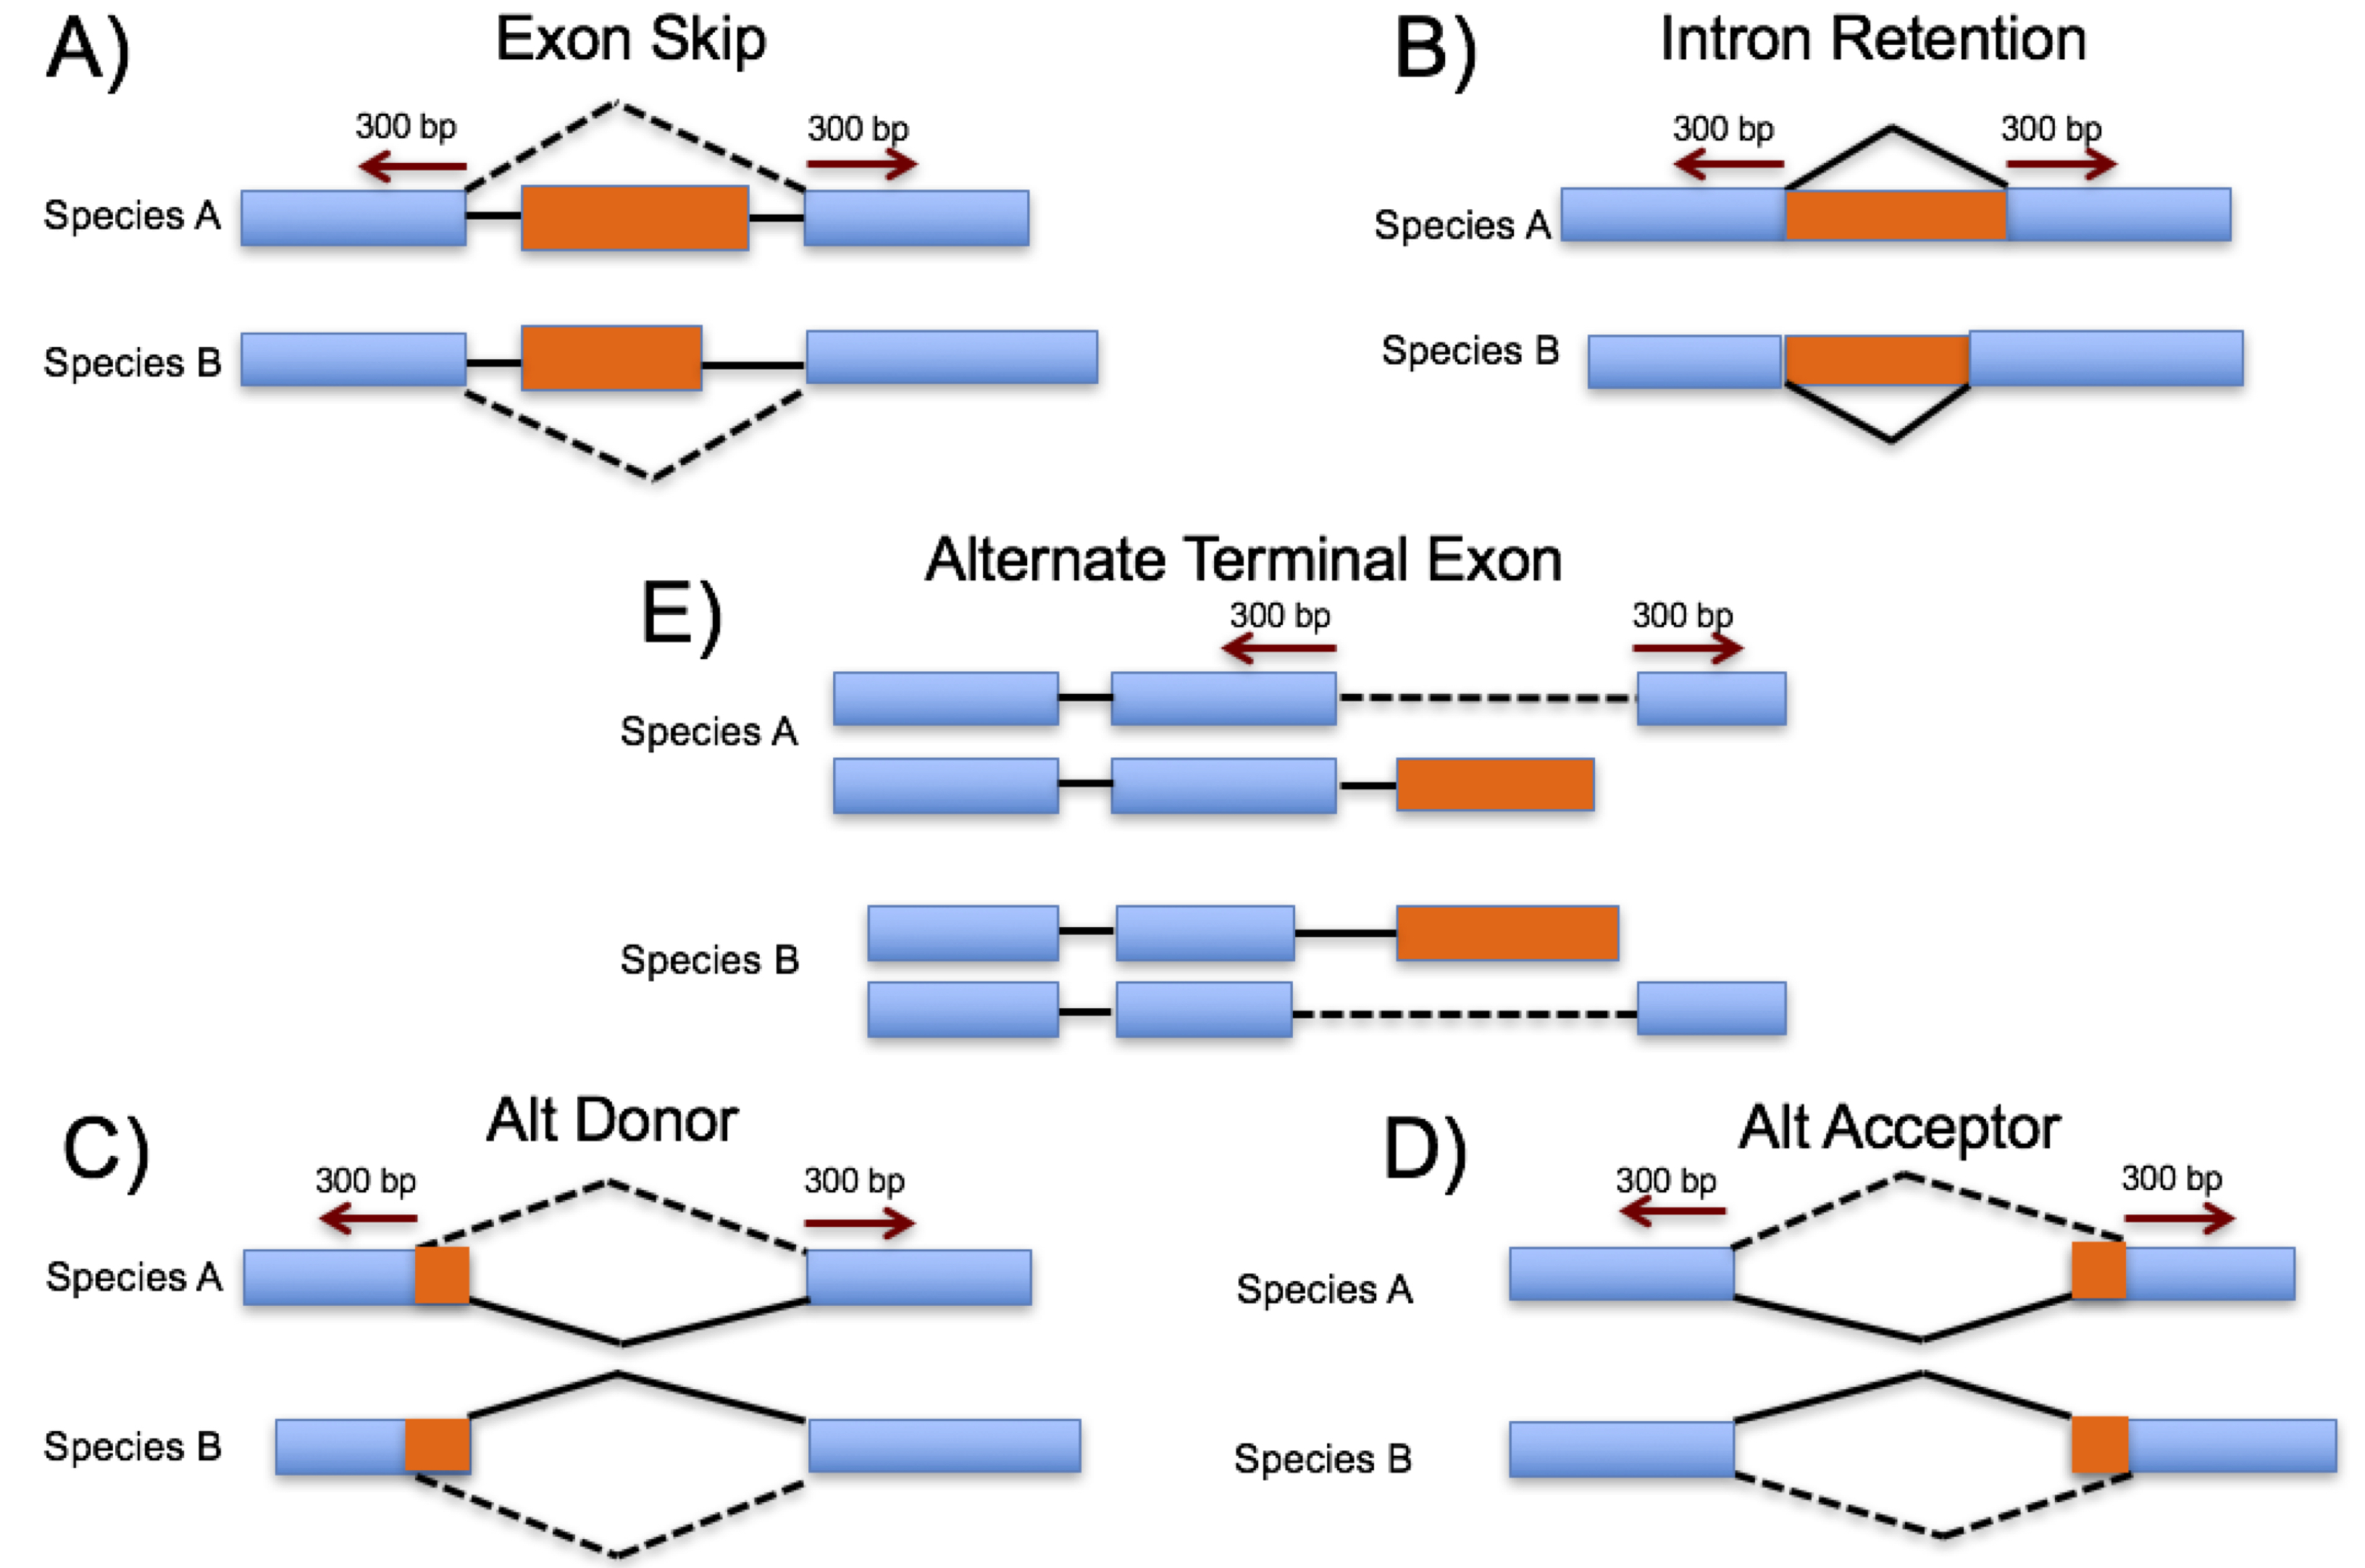 A)
Exon Skip
300 bp
300 bp
Species A
Species B
B)
Intron Retention
300 bp
300 bp
Species A
Species B
E)
Alternate Terminal Exon
300 bp
300 bp
Species A
Species B
C)
Alt Donor
300 bp
300 bp
Species A
Species B
D)
Alt Acceptor
300 bp
300 bp
Species A
Species B